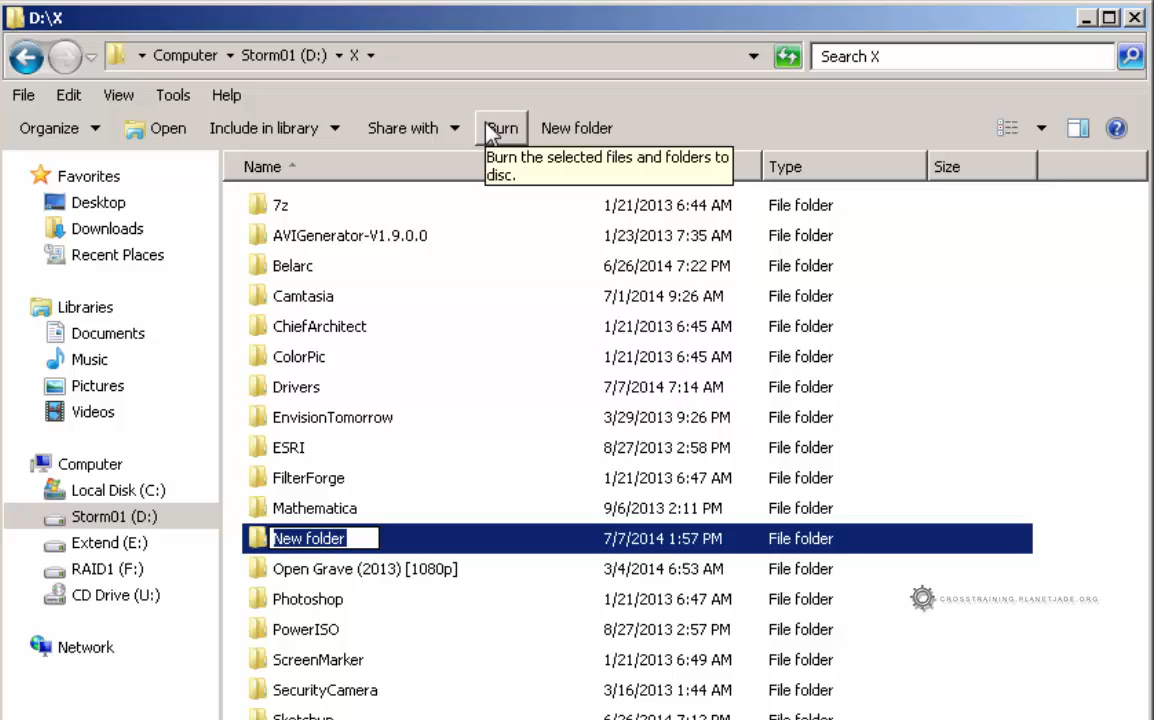 D:\X
Computer Storm01 (D:) X
Search X
File Edit View Tools Help
Organize Open Include in library Share with Burn New folder
Burn the selected files and folders to
disc.
Name Type Size
Favorites
Desktop
Downloads
Recent Places
Libraries
Documents
Music
Pictures
Videos
Computer
Local Disk (C:)
Storm01 (D:)
Extend (E:)
RAID1 (F:)
CD Drive (U:)
Network
7z 1/21/2013 6:44 AM File folder
AVIGenerator-V1.9.0.0 1/23/2013 7:35 AM File folder
Belarc 6/26/2014 7:22 PM File folder
Camtasia 7/1/2014 9:26 AM File folder
ChiefArchitect 1/21/2013 6:45 AM File folder
ColorPic 1/21/2013 6:45 AM File folder
Drivers 7/7/2014 7:14 AM File folder
EnvisionTomorrow 3/29/2013 9:26 PM File folder
ESRI 8/27/2013 2:58 PM File folder
FilterForge 1/21/2013 6:47 AM File folder
Mathematica 9/6/2013 2:11 PM File folder
New folder 7/7/2014 1:57 PM File folder
Open Grave (2013) [1080p] 3/4/2014 6:53 AM File folder
Photoshop 1/21/2013 6:47 AM File folder
PowerISO 8/27/2013 2:57 PM File folder
ScreenMarker 1/21/2013 6:49 AM File folder
SecurityCamera 3/16/2013 1:44 AM File folder
Sketchup 6/26/2014 7:12 PM File folder
CROSSTRAINING.PLANETJADE.ORG